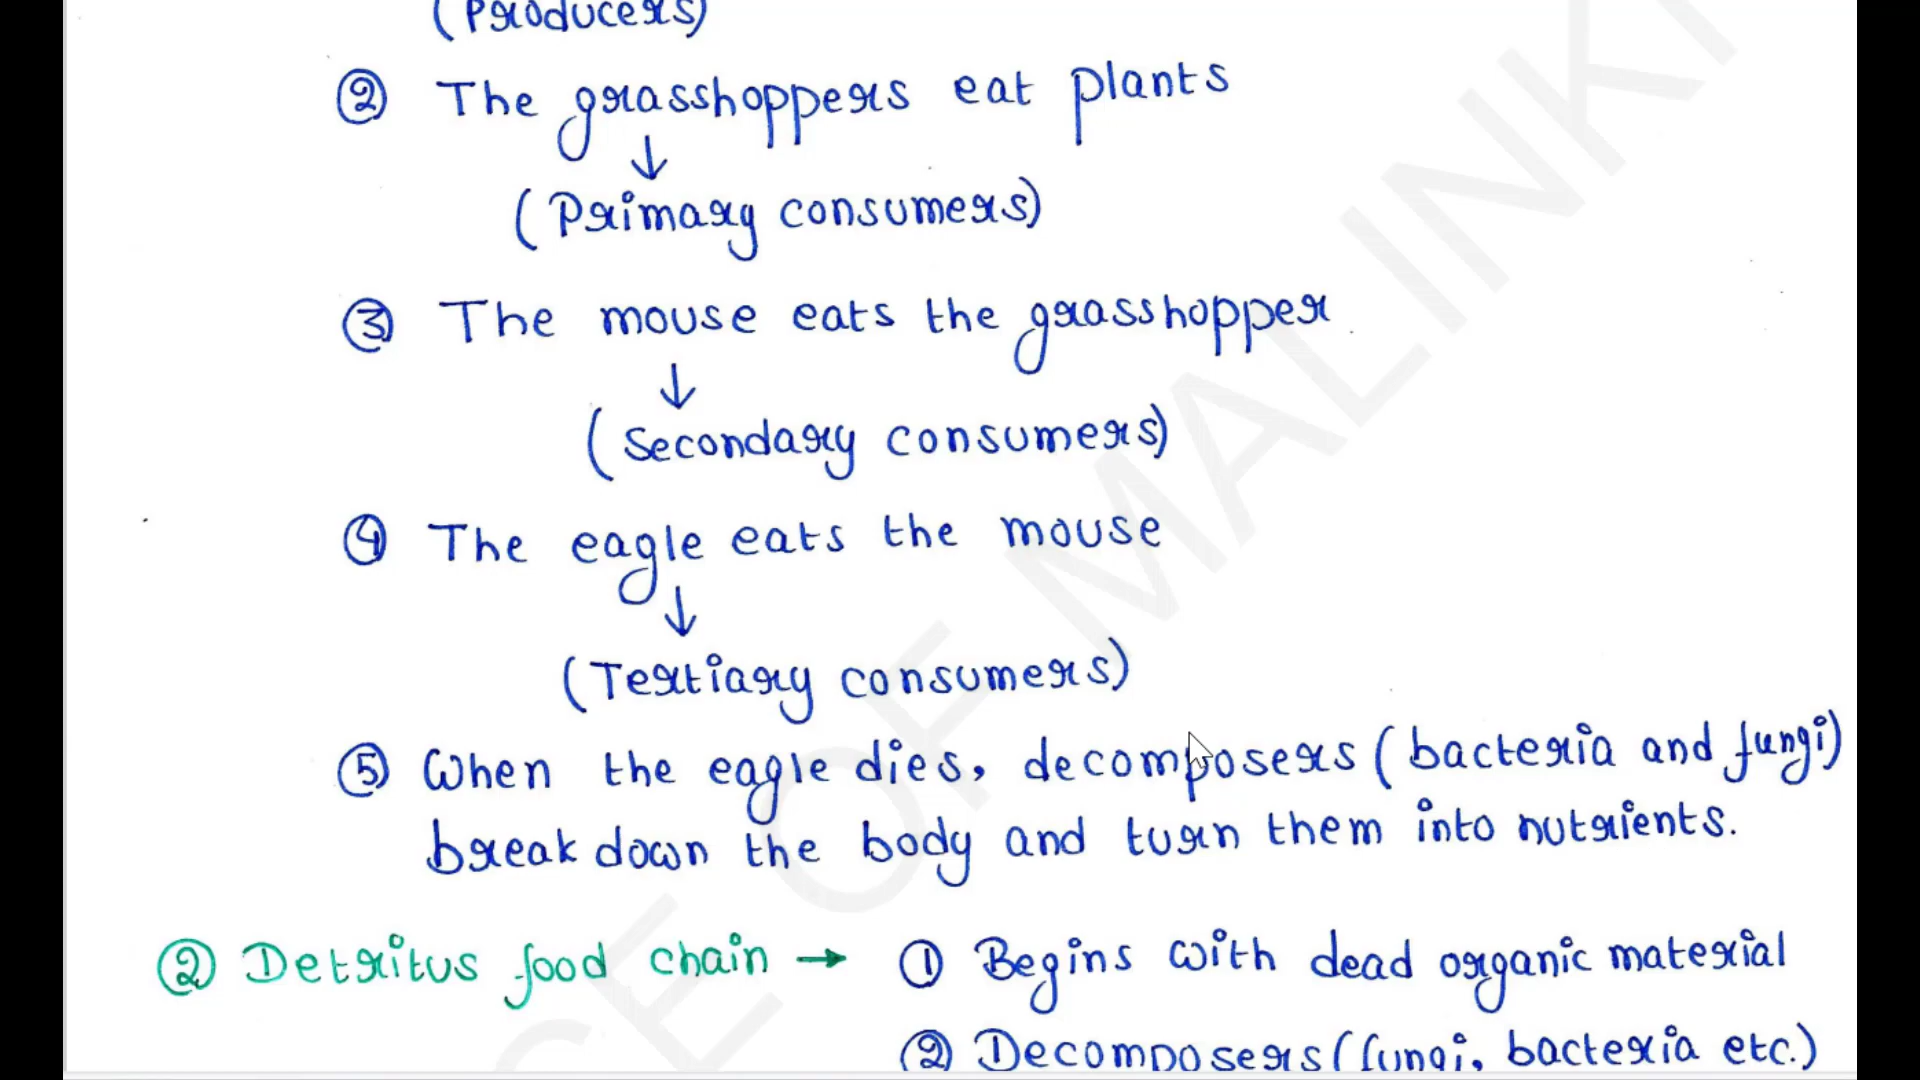 (Producers)
② The grasshoppers eat plants
↓
(Primary consumers)
③ The mouse eats the grasshopper
↓
(Secondary consumers)
④ The eagle eats the mouse
↓
(Tertiary consumers)
⑤ When the eagle dies, decomposers (bacteria and fungi)
break down the body and turn them into nutrients.
② Detritus food chain → ① Begins with dead organic material
② Decomposers (fungi, bacteria etc.)
OF MALINKI